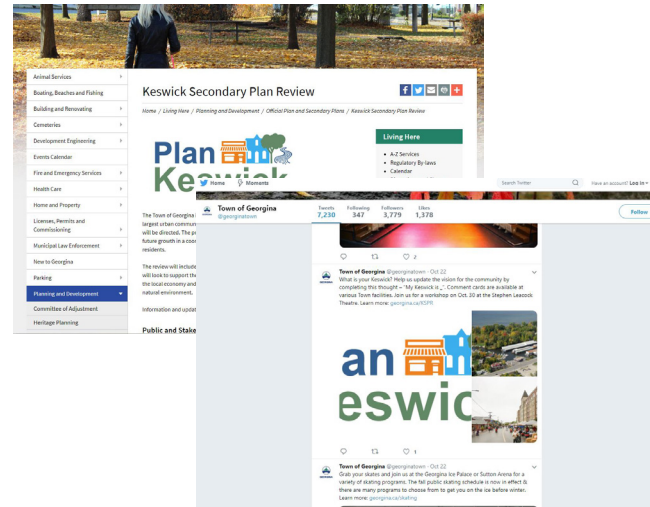 Animal Services
Boating, Beaches and Fishing
Building and Renovating
Cemeteries
Development Engineering
Events Calendar
Fire and Emergency Services
Health Care
Home and Property
Licenses, Permits and
Commissioning
Municipal Law Enforcement
New to Georgina
Parking
Planning and Development
Committee of Adjustment
Heritage Planning
Keswick Secondary Plan Review
Home / Living Here / Planning and Development / Official Plan and Secondary Plans / Keswick Secondary Plan Review
Plan
Keswick
Living Here
• A-Z Services
• Regulatory By-laws
• Calendar
The Town of Georgina
largest urban commun
will be directed. The p
future growth in a coo
residents.
The review will include
will look to support th
the local economy and
natural environment.
Information and updat
Public and Stake
Home Moments
Search Twitter
Have an account? Log in
Town of Georgina
@georginatown
Tweets Following Followers Likes
7,230 347 3,779 1,378
Follow
2
Town of Georgina @georginatown · Oct 22
What is your Keswick? Help us update the vision for the community by
completing this thought – "My Keswick is _". Comment cards are available at
various Town facilities. Join us for a workshop on Oct. 30 at the Stephen Leacock
Theatre. Learn more: georgina.ca/KSPR
an
eswic
1
Town of Georgina @georginatown · Oct 22
Grab your skates and join us at the Georgina Ice Palace or Sutton Arena for a
variety of skating programs. The fall public skating schedule is now in effect &
there are many programs to choose from to get you on the ice before winter.
Learn more: georgina.ca/skating